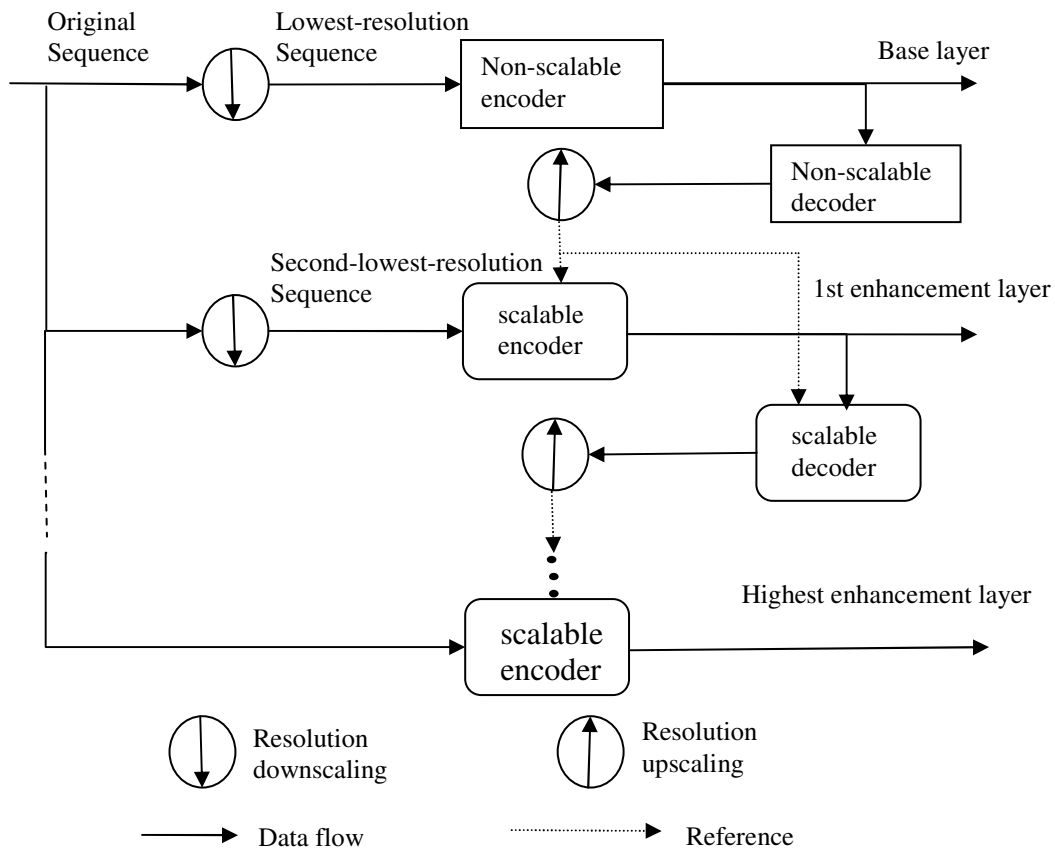 Original
Sequence
Lowest-resolution
Sequence
Non-scalable
encoder
Base layer
Non-scalable
decoder
Second-lowest-resolution
Sequence
scalable
encoder
1st enhancement layer
scalable
decoder
Highest enhancement layer
scalable
encoder
Resolution
downscaling
Resolution
upscaling
Data flow
Reference